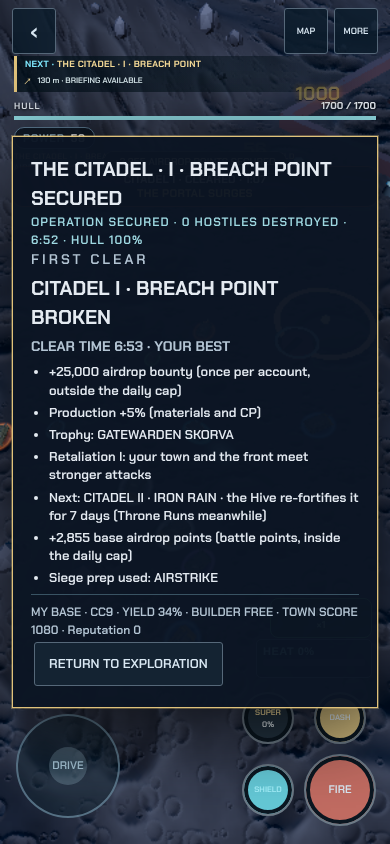 ‹
MAP
MORE
NEXT · THE CITADEL · I · BREACH POINT
130 m · BRIEFING AVAILABLE
1000
HULL
1700 / 1700
THE CITADEL · I · BREACH POINT
SECURED
OPERATION SECURED · 0 HOSTILES DESTROYED ·
6:52 · HULL 100%
FIRST CLEAR
CITADEL I · BREACH POINT
BROKEN
CLEAR TIME 6:53 · YOUR BEST
• +25,000 airdrop bounty (once per account,
outside the daily cap)
• Production +5% (materials and CP)
• Trophy: GATEWARDEN SKORVA
• Retaliation I: your town and the front meet
stronger attacks
• Next: CITADEL II · IRON RAIN · the Hive re-fortifies it
for 7 days (Throne Runs meanwhile)
• +2,855 base airdrop points (battle points, inside
the daily cap)
• Siege prep used: AIRSTRIKE
MY BASE · CC9 · YIELD 34% · BUILDER FREE · TOWN SCORE
1080 · Reputation 0
RETURN TO EXPLORATION
SUPER
0%
DASH
DRIVE
SHIELD
FIRE